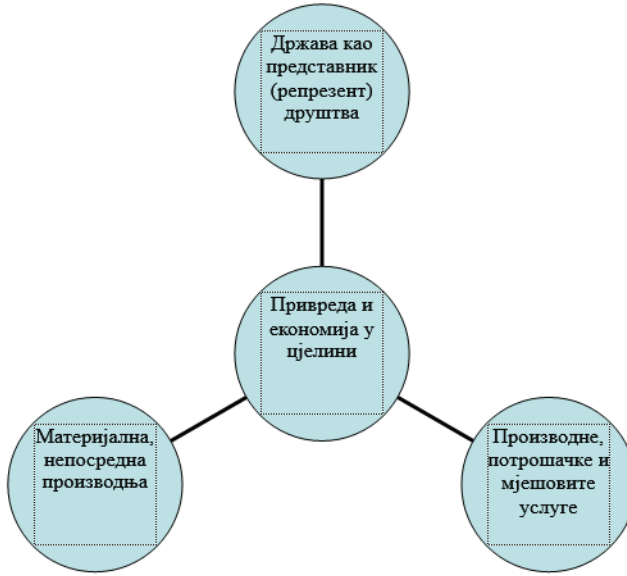 Држава као
представник
(репрезент)
друштва
Привреда и
економија у
цјелини
Материјална,
непосредна
производња
Производне,
потрошачке и
мјешовите
услуге